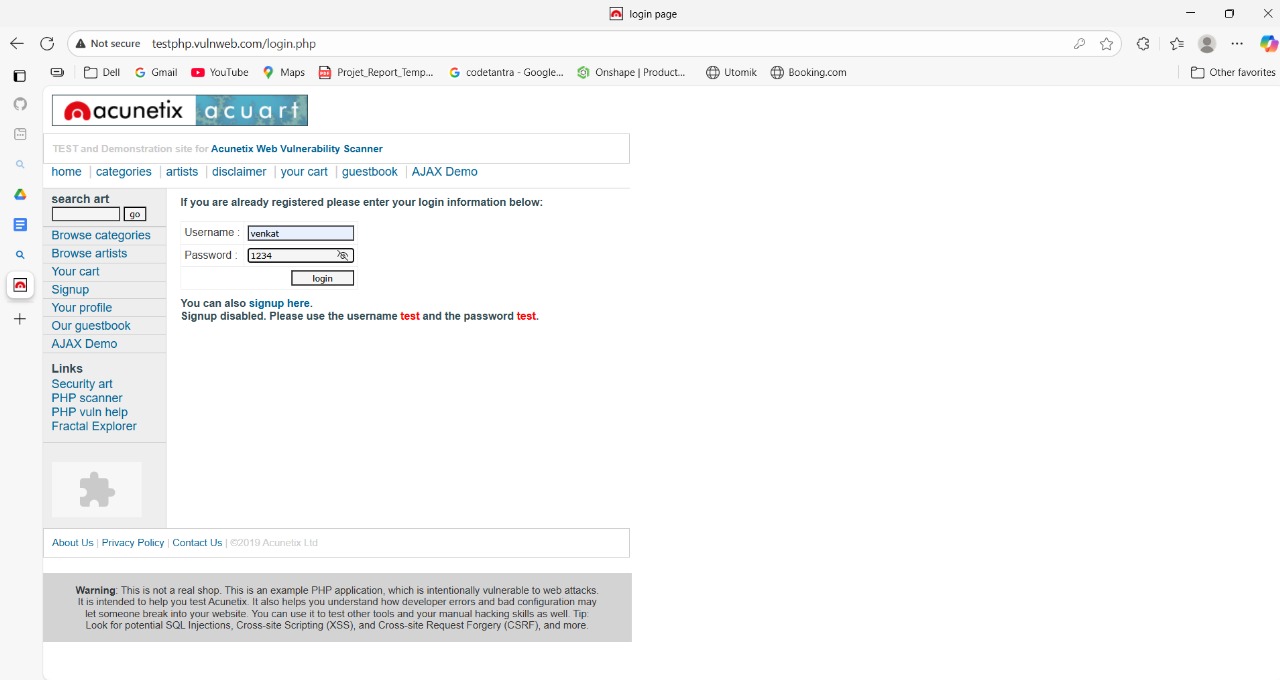 login page
Not secure testphp.vulnweb.com/login.php
Dell Gmail YouTube Maps Projet_Report_Temp... codetantra - Google... Onshape | Product... Utomik Booking.com Other favorites
acunetix acuart
TEST and Demonstration site for Acunetix Web Vulnerability Scanner
home | categories | artists | disclaimer | your cart | guestbook | AJAX Demo
search art
go
Browse categories
Browse artists
Your cart
Signup
Your profile
Our guestbook
AJAX Demo
Links
Security art
PHP scanner
PHP vuln help
Fractal Explorer
If you are already registered please enter your login information below:
Username : venkat
Password : 1234
login
You can also signup here.
Signup disabled. Please use the username test and the password test.
About Us | Privacy Policy | Contact Us | ©2019 Acunetix Ltd
Warning: This is not a real shop. This is an example PHP application, which is intentionally vulnerable to web attacks.
It is intended to help you test Acunetix. It also helps you understand how developer errors and bad configuration may
let someone break into your website. You can use it to test other tools and your manual hacking skills as well. Tip:
Look for potential SQL Injections, Cross-site Scripting (XSS), and Cross-site Request Forgery (CSRF), and more.